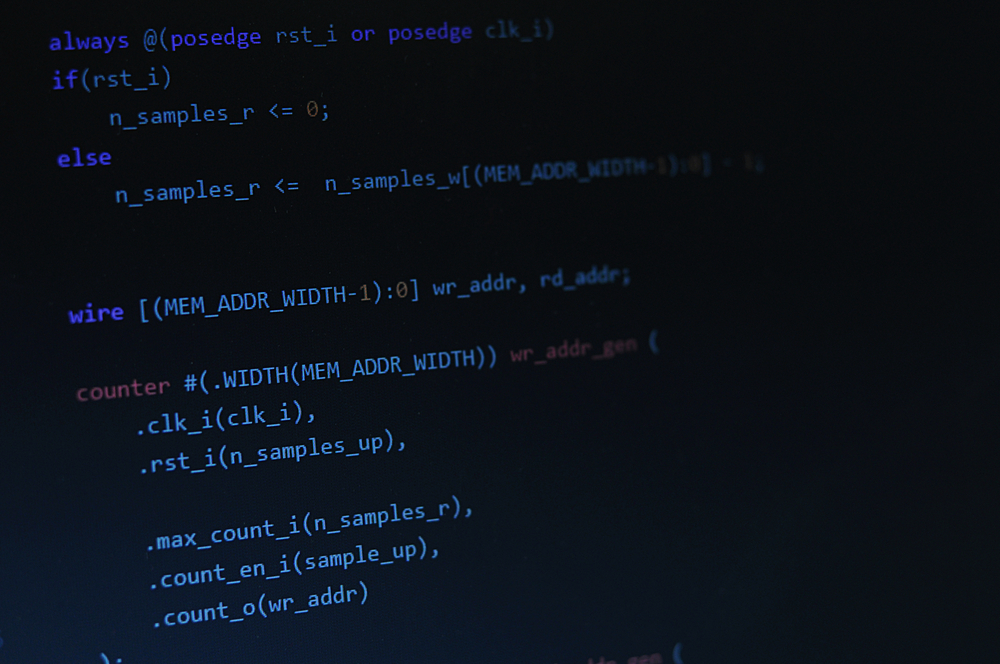 always @(posedge rst_i or posedge clk_i)
if(rst_i)
n_samples_r <= 0;
else
n_samples_r <= n_samples_w[(MEM_ADDR_WIDTH-1):0] - 1;
wire [(MEM_ADDR_WIDTH-1):0] wr_addr, rd_addr;
counter #(.WIDTH(MEM_ADDR_WIDTH)) wr_addr_gen (
.clk_i(clk_i),
.rst_i(n_samples_up),
.max_count_i(n_samples_r),
.count_en_i(sample_up),
.count_o(wr_addr)
);